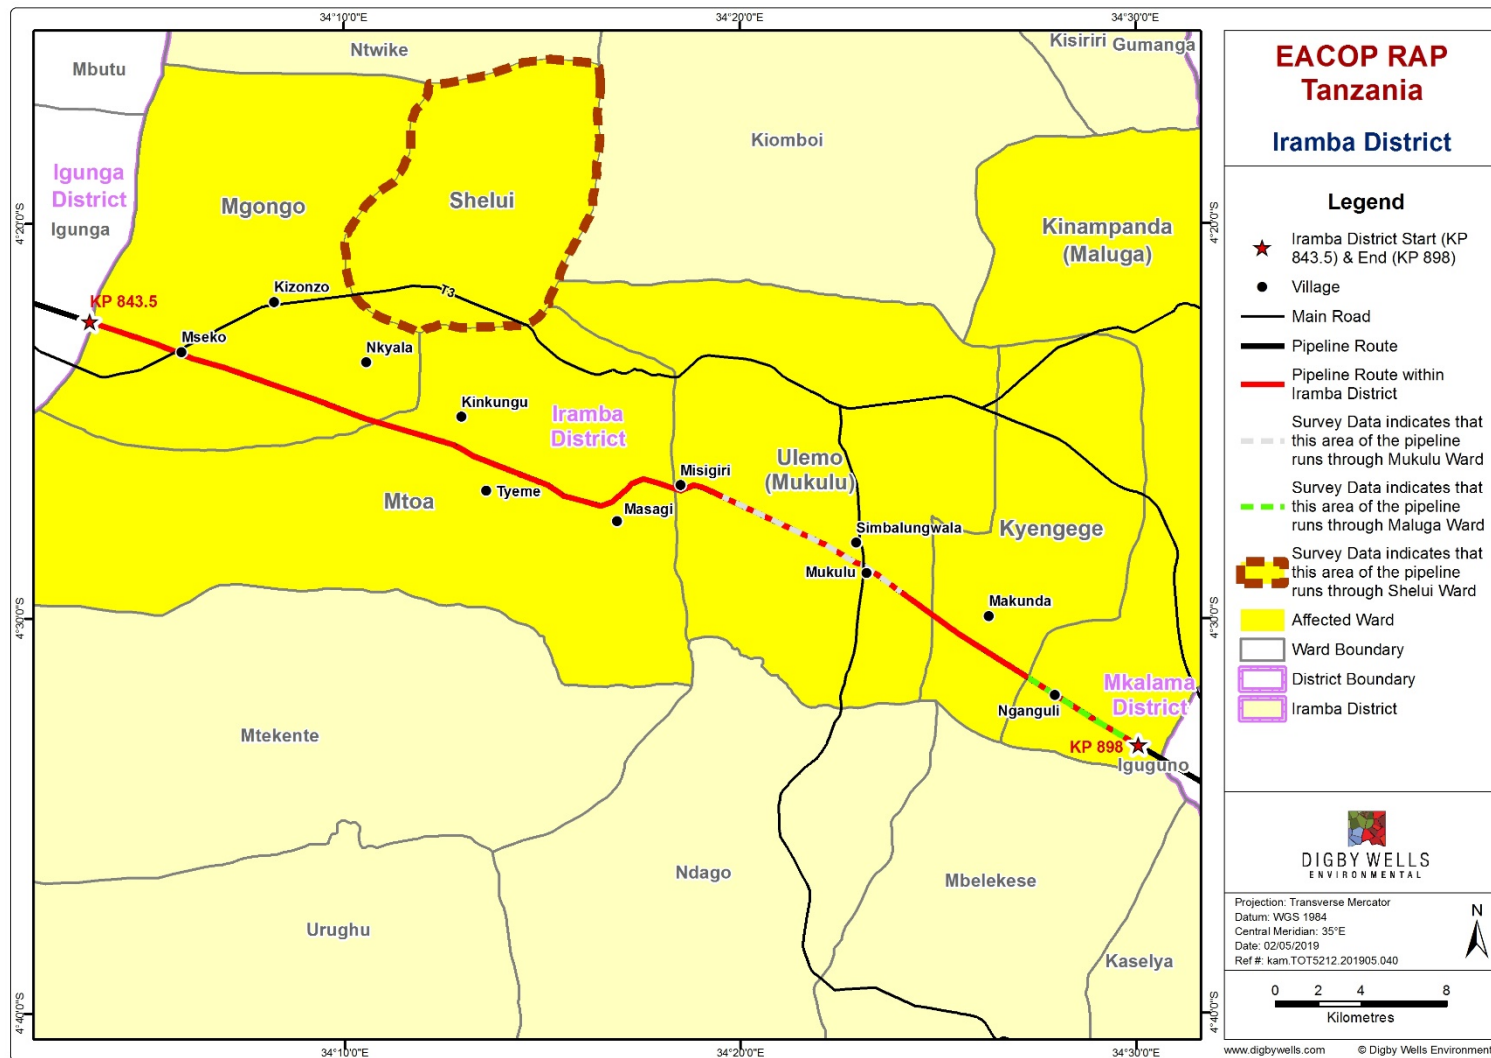 34°10'0"E
34°20'0"E
34°30'0"E
Mbutu
Ntwike
Kisiriri
Gumanga
Kiomboi
Igunga
District
Igunga
Mgongo
Shelui
Kinampanda
(Maluga)
4°20'0"S
4°20'0"S
KP 843.5
Kizonzo
T3
Mseko
Nkyala
Kinkungu
Iramba
District
Misigiri
Ulemo
(Mukulu)
Mtoa
Tyeme
Masagi
Simbalungwala
Kyengege
Mukulu
Makunda
4°30'0"S
4°30'0"S
Mkalama
District
Nganguli
KP 898
Iguguno
Mtekente
Ndago
Mbelekese
Urughu
Kaselya
4°40'0"S
4°40'0"S
34°10'0"E
34°20'0"E
34°30'0"E
EACOP RAP
Tanzania
Iramba District
Legend
Iramba District Start (KP
843.5) & End (KP 898)
Village
Main Road
Pipeline Route
Pipeline Route within
Iramba District
Survey Data indicates that
this area of the pipeline
runs through Mukulu Ward
Survey Data indicates that
this area of the pipeline
runs through Maluga Ward
Survey Data indicates that
this area of the pipeline
runs through Shelui Ward
Affected Ward
Ward Boundary
District Boundary
Iramba District
DIGBY WELLS
ENVIRONMENTAL
Projection: Transverse Mercator
Datum: WGS 1984
Central Meridian: 35°E
Date: 02/05/2019
Ref #: kam.TOT5212.201905.040
N
0 2 4 8
Kilometres
www.digbywells.com © Digby Wells Environment